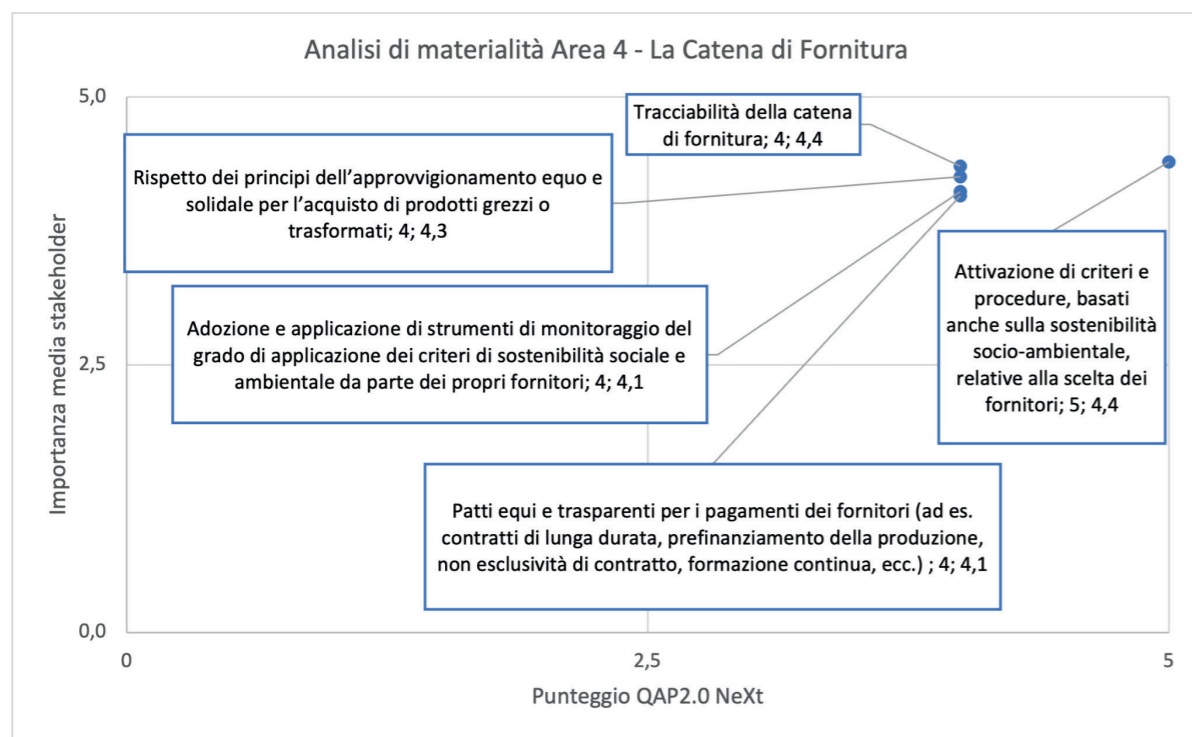 Analisi di materialità Area 4 - La Catena di Fornitura
5,0
Tracciabilità della catena
di fornitura; 4; 4,4
Rispetto dei principi dell’approvvigionamento equo e
solidale per l’acquisto di prodotti grezzi o
trasformati; 4; 4,3
Importanza media stakeholder
Attivazione di criteri e
procedure, basati
anche sulla sostenibilità
socio-ambientale,
relative alla scelta dei
fornitori; 5; 4,4
Adozione e applicazione di strumenti di monitoraggio del
grado di applicazione dei criteri di sostenibilità sociale e
ambientale da parte dei propri fornitori; 4; 4,1
2,5
Patti equi e trasparenti per i pagamenti dei fornitori (ad es.
contratti di lunga durata, prefinanziamento della produzione,
non esclusività di contratto, formazione continua, ecc.) ; 4; 4,1
0,0
0
2,5
5
Punteggio QAP2.0 NeXt